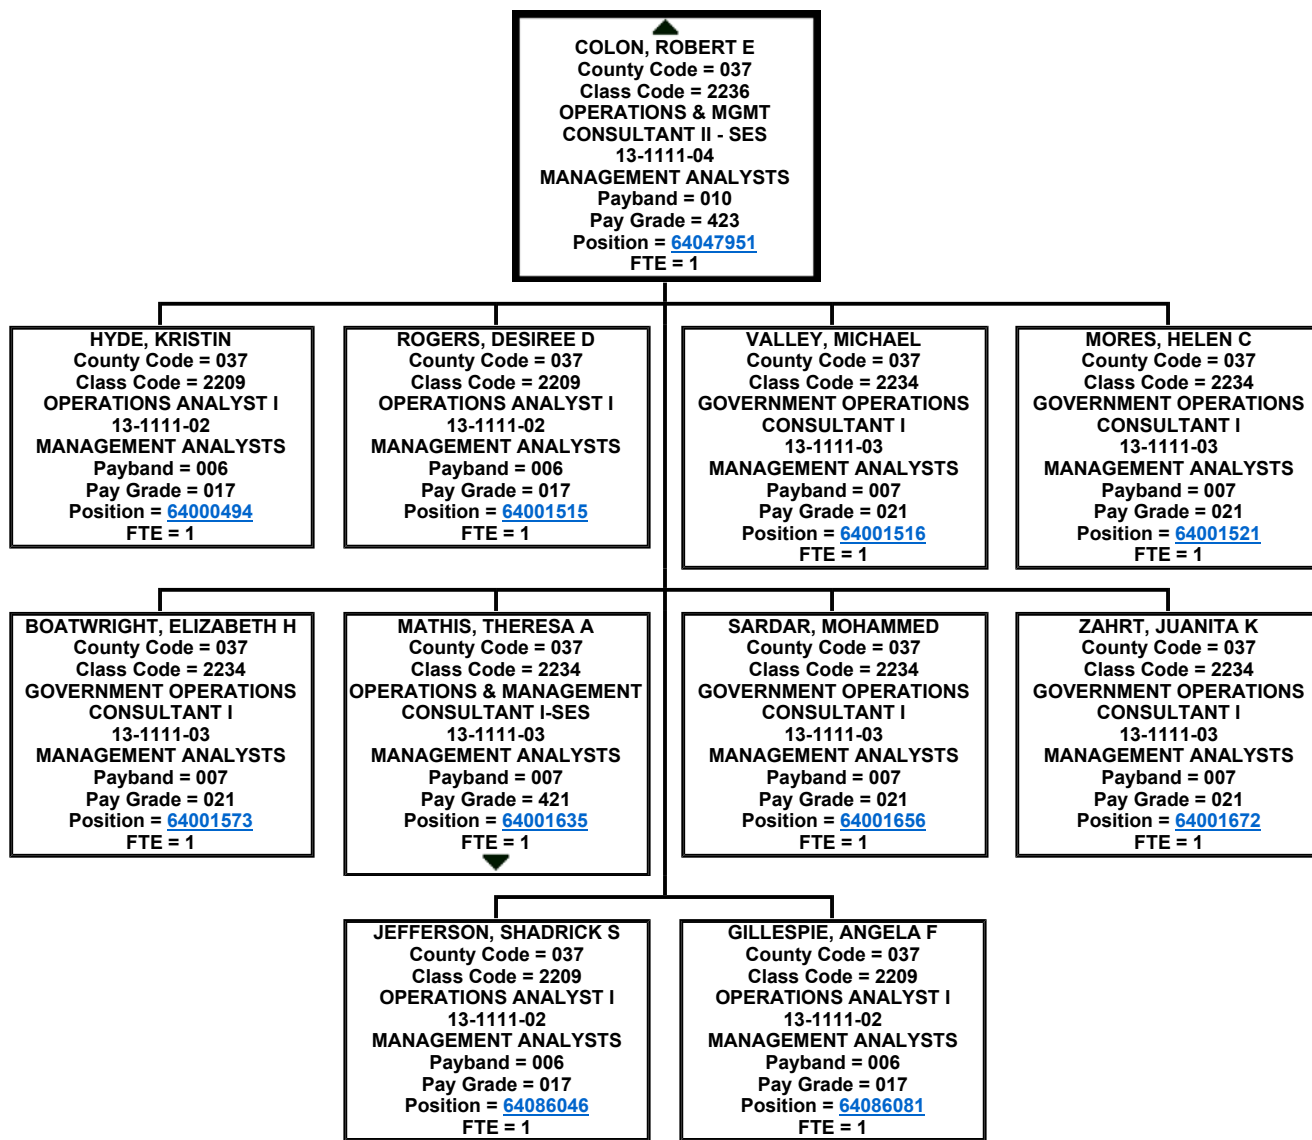 COLON, ROBERT E
County Code = 037
Class Code = 2236
OPERATIONS & MGMT
CONSULTANT II - SES
13-1111-04
MANAGEMENT ANALYSTS
Payband = 010
Pay Grade = 423
Position = 64047951
FTE = 1
HYDE, KRISTIN
County Code = 037
Class Code = 2209
OPERATIONS ANALYST I
13-1111-02
MANAGEMENT ANALYSTS
Payband = 006
Pay Grade = 017
Position = 64000494
FTE = 1
ROGERS, DESIREE D
County Code = 037
Class Code = 2209
OPERATIONS ANALYST I
13-1111-02
MANAGEMENT ANALYSTS
Payband = 006
Pay Grade = 017
Position = 64001515
FTE = 1
VALLEY, MICHAEL
County Code = 037
Class Code = 2234
GOVERNMENT OPERATIONS
CONSULTANT I
13-1111-03
MANAGEMENT ANALYSTS
Payband = 007
Pay Grade = 021
Position = 64001516
FTE = 1
MORES, HELEN C
County Code = 037
Class Code = 2234
GOVERNMENT OPERATIONS
CONSULTANT I
13-1111-03
MANAGEMENT ANALYSTS
Payband = 007
Pay Grade = 021
Position = 64001521
FTE = 1
BOATWRIGHT, ELIZABETH H
County Code = 037
Class Code = 2234
GOVERNMENT OPERATIONS
CONSULTANT I
13-1111-03
MANAGEMENT ANALYSTS
Payband = 007
Pay Grade = 021
Position = 64001573
FTE = 1
MATHIS, THERESA A
County Code = 037
Class Code = 2234
OPERATIONS & MANAGEMENT
CONSULTANT I-SES
13-1111-03
MANAGEMENT ANALYSTS
Payband = 007
Pay Grade = 421
Position = 64001635
FTE = 1
SARDAR, MOHAMMED
County Code = 037
Class Code = 2234
GOVERNMENT OPERATIONS
CONSULTANT I
13-1111-03
MANAGEMENT ANALYSTS
Payband = 007
Pay Grade = 021
Position = 64001656
FTE = 1
ZAHRT, JUANITA K
County Code = 037
Class Code = 2234
GOVERNMENT OPERATIONS
CONSULTANT I
13-1111-03
MANAGEMENT ANALYSTS
Payband = 007
Pay Grade = 021
Position = 64001672
FTE = 1
JEFFERSON, SHADRICK S
County Code = 037
Class Code = 2209
OPERATIONS ANALYST I
13-1111-02
MANAGEMENT ANALYSTS
Payband = 006
Pay Grade = 017
Position = 64086046
FTE = 1
GILLESPIE, ANGELA F
County Code = 037
Class Code = 2209
OPERATIONS ANALYST I
13-1111-02
MANAGEMENT ANALYSTS
Payband = 006
Pay Grade = 017
Position = 64086081
FTE = 1